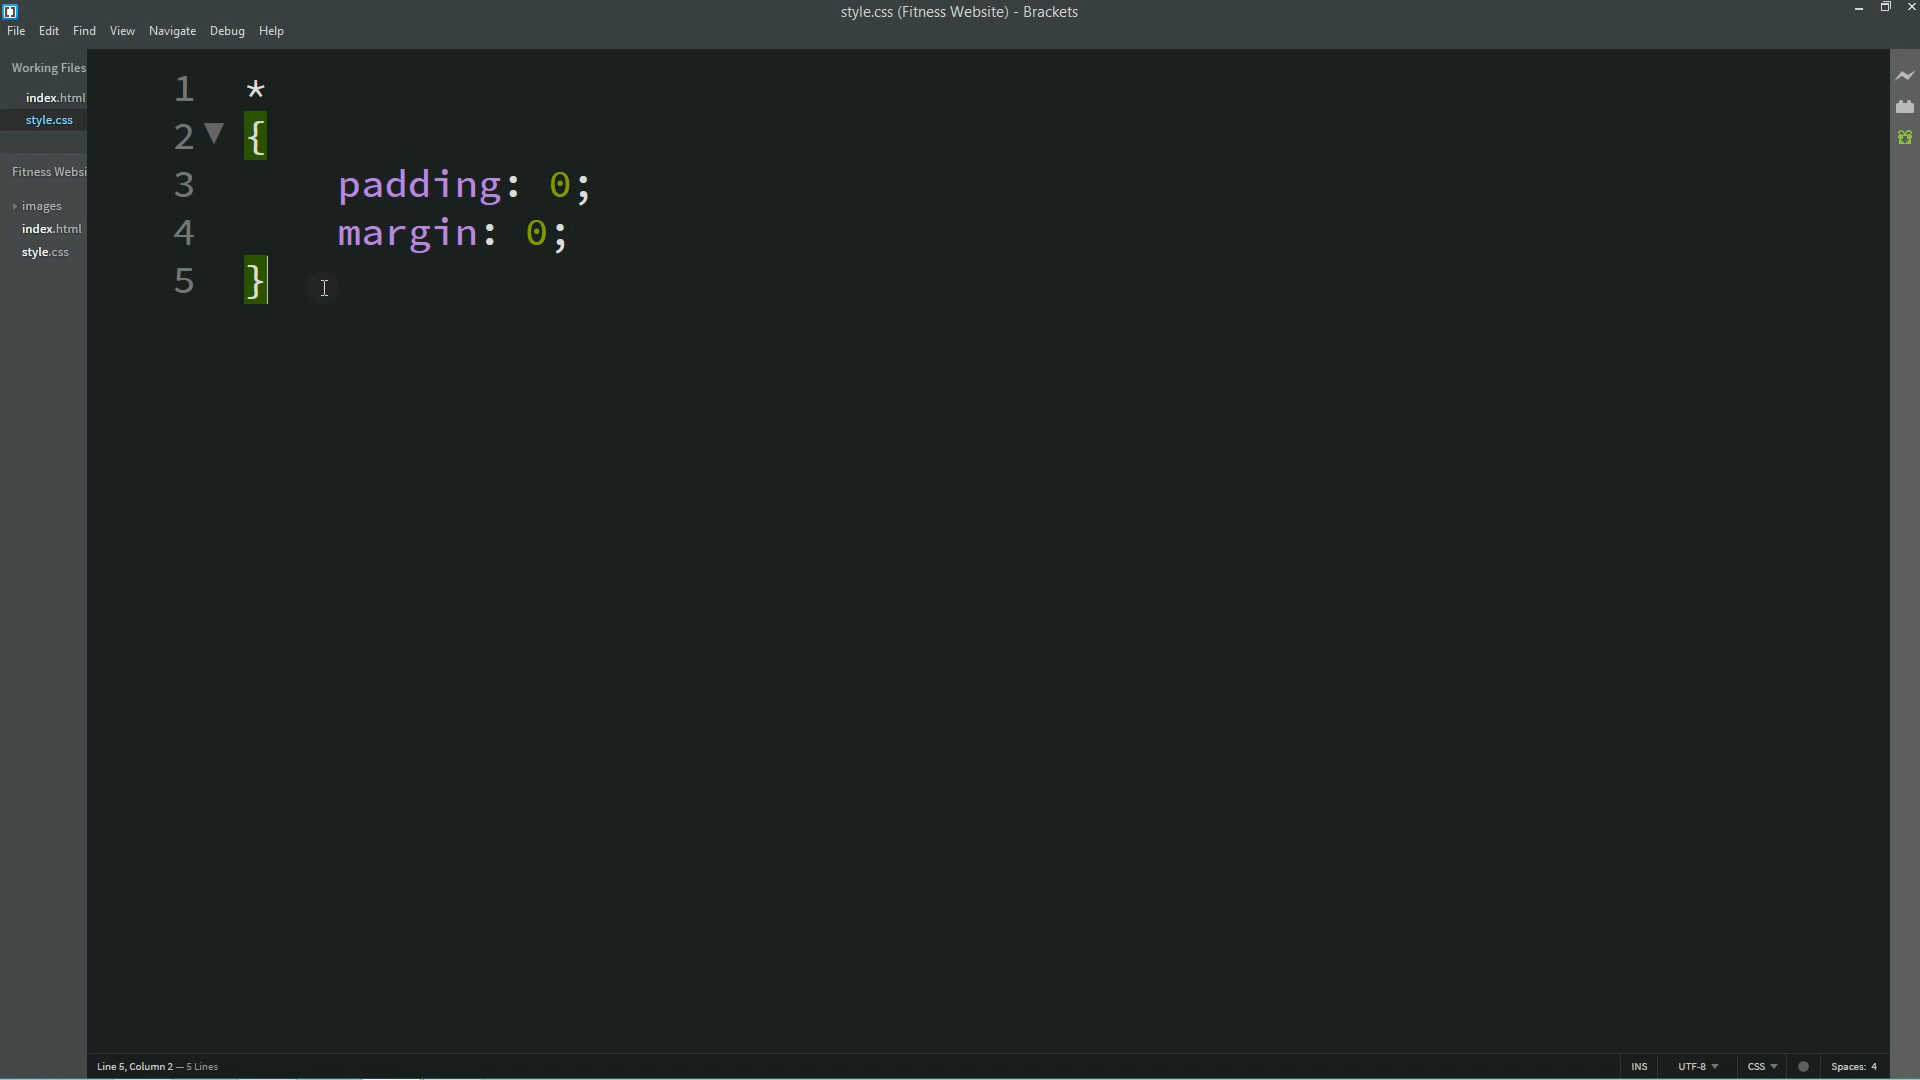 style.css (Fitness Website) - Brackets
File Edit Find View Navigate Debug Help
Working Files
index.html
style.css
Fitness Websi
images
index.html
style.css
1 *
2 {
3 padding: 0;
4 margin: 0;
5 }
Line 5, Column 2 — 5 Lines
INS UTF-8 CSS Spaces: 4